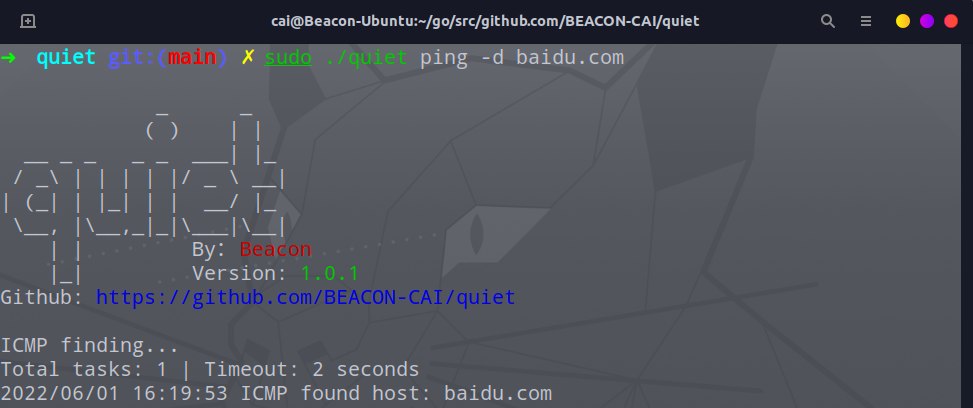 cai@Beacon-Ubuntu:~/go/src/github.com/BEACON-CAI/quiet
➜ quiet git:(main) ✗ sudo ./quiet ping -d baidu.com
quiet
By: Beacon
Version: 1.0.1
Github: https://github.com/BEACON-CAI/quiet
ICMP finding...
Total tasks: 1 | Timeout: 2 seconds
2022/06/01 16:19:53 ICMP found host: baidu.com